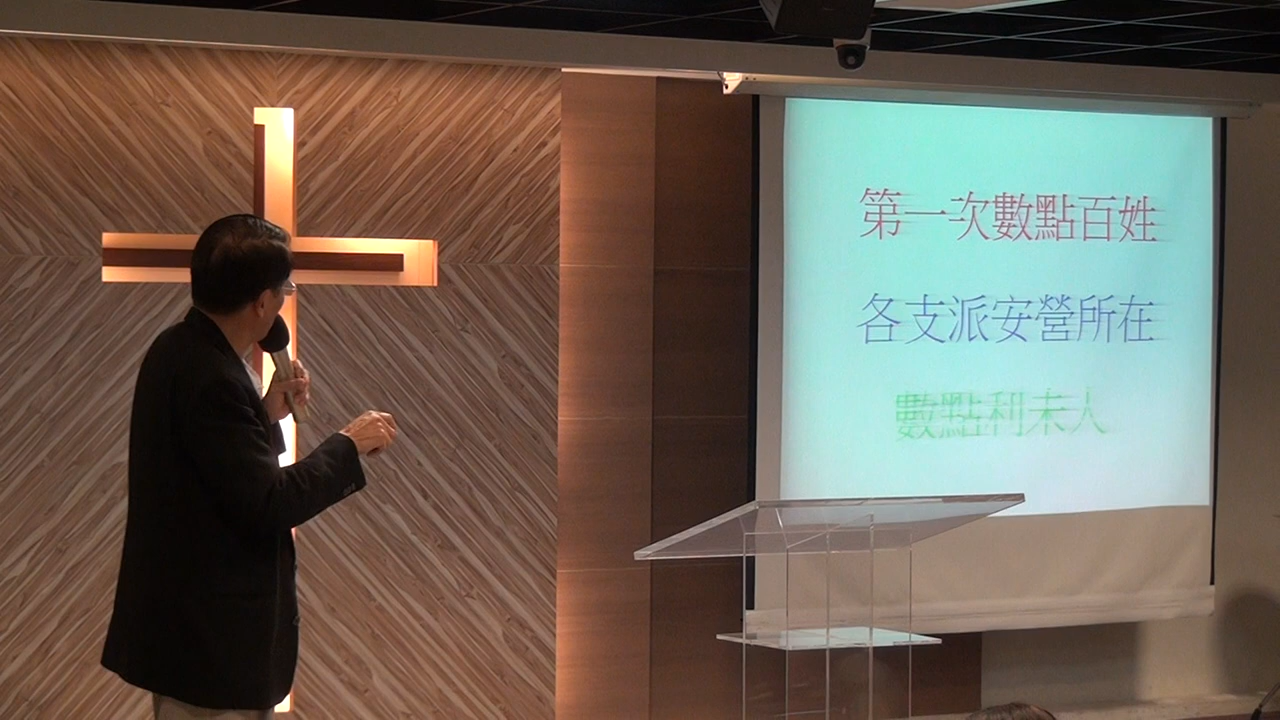 第一次數點百姓
各支派安營所在
數點利未人